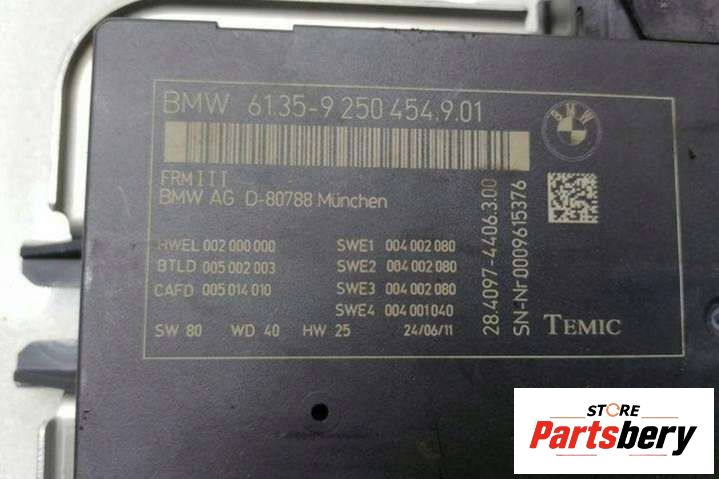 BMW 61.35-9 250 454.9.01
BMW
FRM III
BMW AG D-80788 München
HWEL 002 000 000
BTLD 005 002 003
CAFD 005 014 010
SWE1 004 002 080
SWE2 004 002 080
SWE3 004 002 080
SWE4 004 001 040
SW 80 WD 40 HW 25 24/06/11
28.4097-4406.3.00
SN-Nr0009615376
TEMIC
STORE
Partsbery